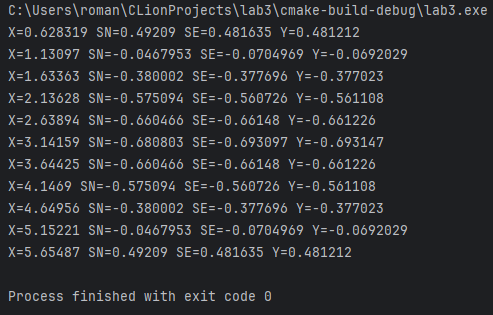 C:\Users\roman\CLionProjects\lab3\cmake-build-debug\lab3.exe
X=0.628319 SN=0.49209 SE=0.481635 Y=0.481212
X=1.13097 SN=-0.0467953 SE=-0.0704969 Y=-0.0692029
X=1.63363 SN=-0.380002 SE=-0.377696 Y=-0.377023
X=2.13628 SN=-0.575094 SE=-0.560726 Y=-0.561108
X=2.63894 SN=-0.660466 SE=-0.66148 Y=-0.661226
X=3.14159 SN=-0.680803 SE=-0.693097 Y=-0.693147
X=3.64425 SN=-0.660466 SE=-0.66148 Y=-0.661226
X=4.1469 SN=-0.575094 SE=-0.560726 Y=-0.561108
X=4.64956 SN=-0.380002 SE=-0.377696 Y=-0.377023
X=5.15221 SN=-0.0467953 SE=-0.0704969 Y=-0.0692029
X=5.65487 SN=0.49209 SE=0.481635 Y=0.481212
Process finished with exit code 0